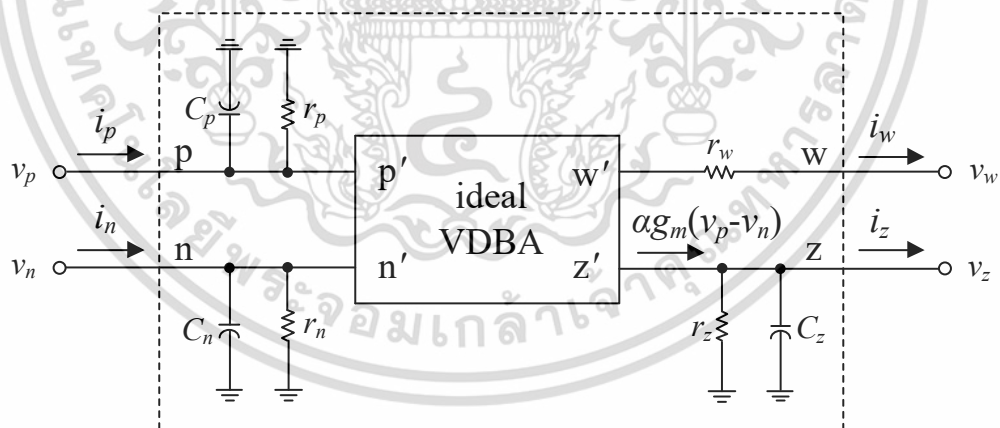 C_p
r_p
i_p
v_p
p
p′
i_n
v_n
n
n′
ideal
VDBA
w′
z′
r_w
w
i_w
v_w
αg_m(v_p-v_n)
z
i_z
v_z
C_n
r_n
r_z
C_z